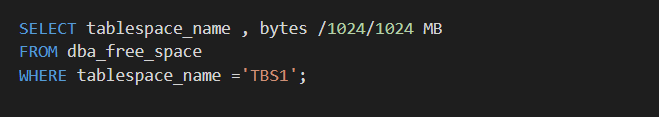 SELECT tablespace_name , bytes /1024/1024 MB
FROM dba_free_space
WHERE tablespace_name ='TBS1';